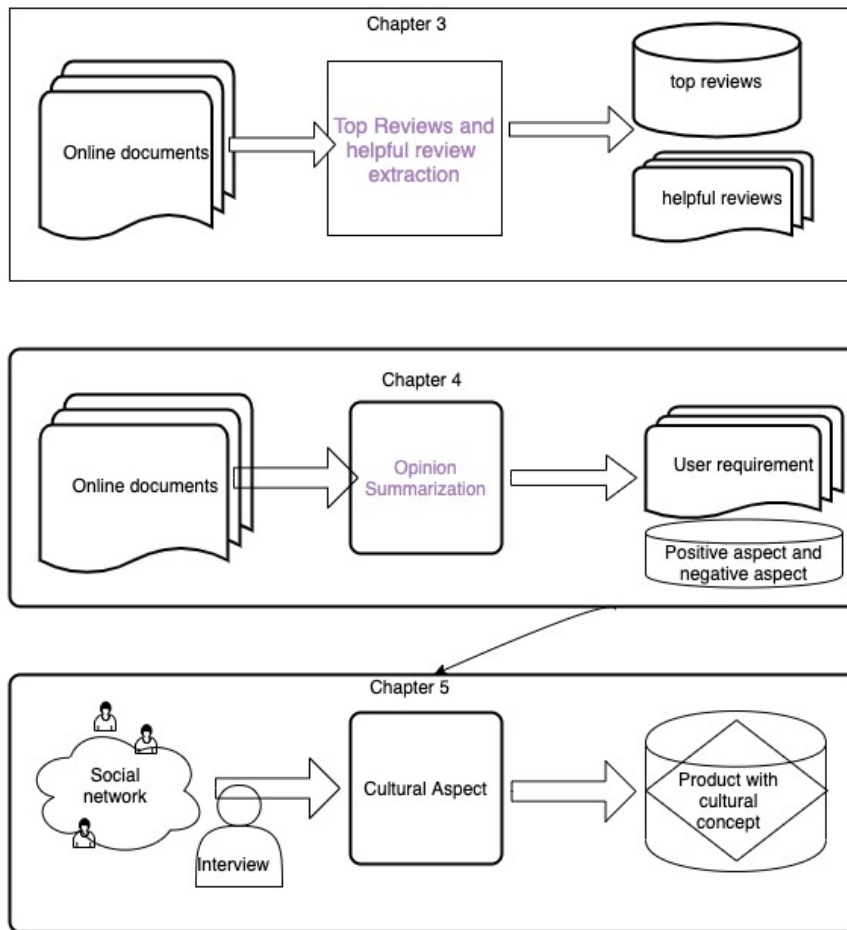 Chapter 3
Online documents
Top Reviews and
helpful review
extraction
top reviews
helpful reviews
Chapter 4
Online documents
Opinion
Summarization
User requirement
Positive aspect and
negative aspect
Chapter 5
Social
network
Interview
Cultural Aspect
Product with
cultural
concept